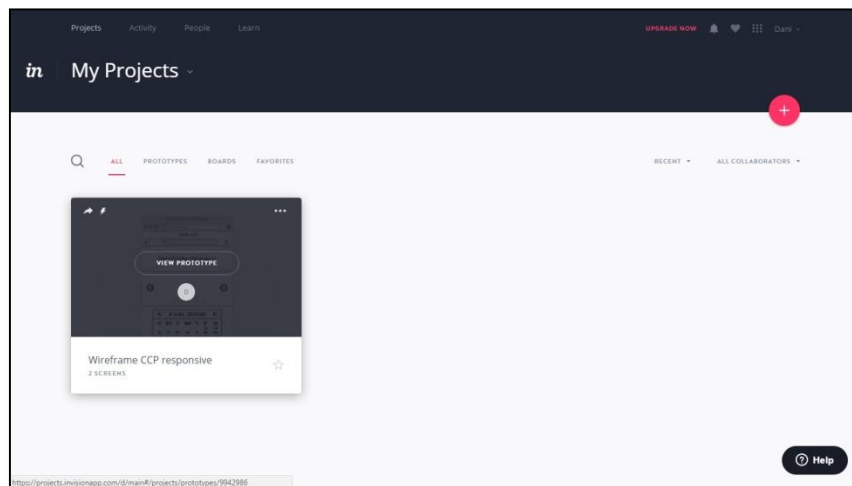 Projects Activity People Learn UPGRADE NOW Dani
in My Projects
+
ALL PROTOTYPES BOARDS FAVORITES RECENT ALL COLLABORATORS
VIEW PROTOTYPE
D
Wireframe CCP responsive
2 SCREENS
? Help
https://projects.invisionapp.com/d/main#/projects/prototypes/9942986